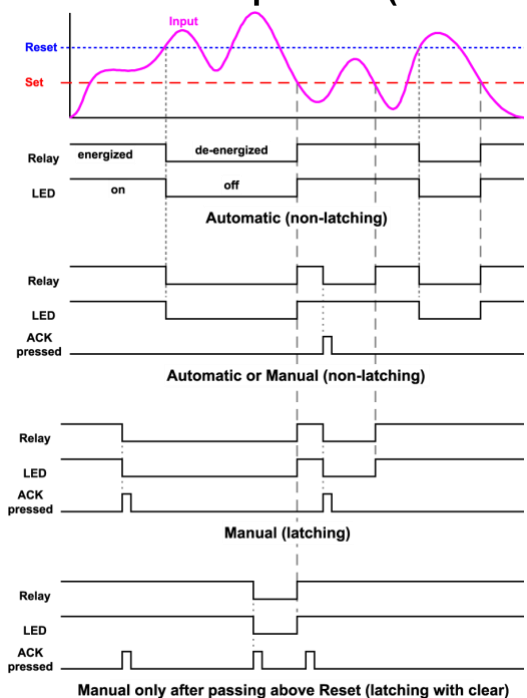 Input
Reset
Set
energized
de-energized
Relay
on
off
LED
Automatic (non-latching)
Relay
LED
ACK
pressed
Automatic or Manual (non-latching)
Relay
LED
ACK
pressed
Manual (latching)
Relay
LED
ACK
pressed
Manual only after passing above Reset (latching with clear)